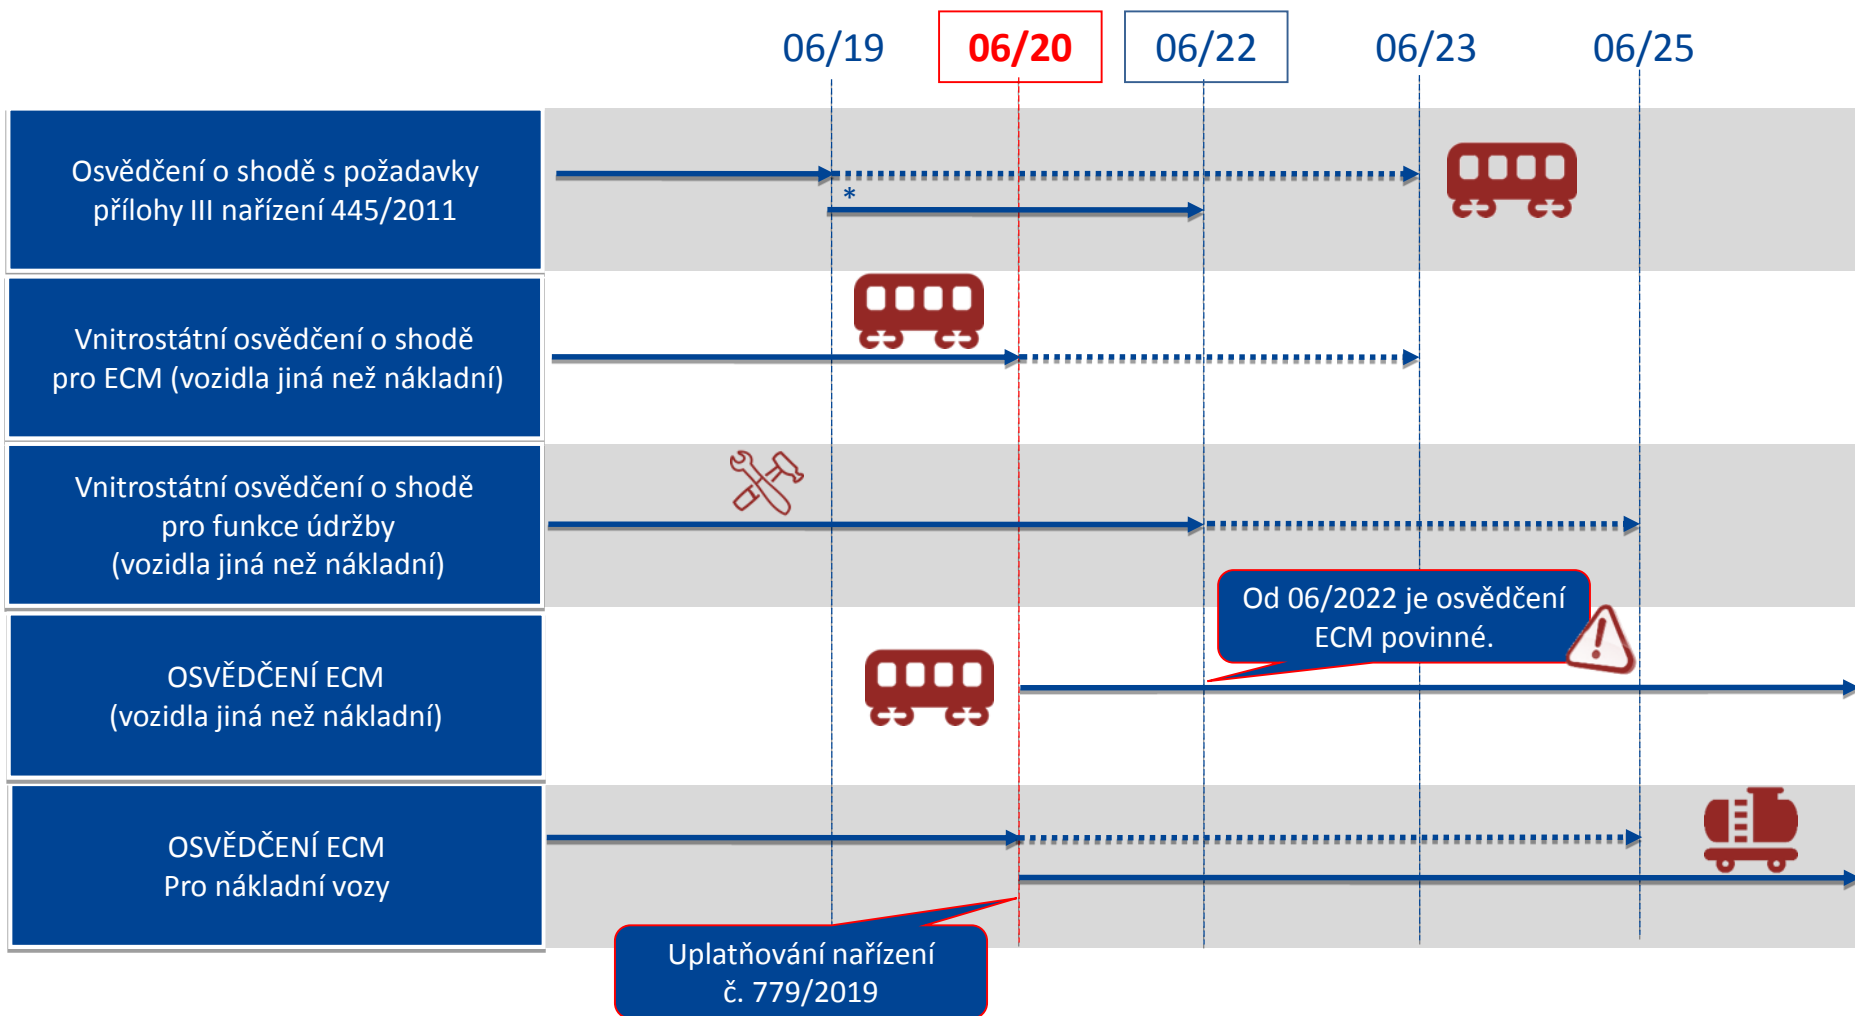 06/19
06/20
06/22
06/23
06/25
Osvědčení o shodě s požadavky
přílohy III nařízení 445/2011
*
Vnitrostátní osvědčení o shodě
pro ECM (vozidla jiná než nákladní)
Vnitrostátní osvědčení o shodě
pro funkce údržby
(vozidla jiná než nákladní)
Od 06/2022 je osvědčení
ECM povinné.
OSVĚDČENÍ ECM
(vozidla jiná než nákladní)
OSVĚDČENÍ ECM
Pro nákladní vozy
Uplatňování nařízení
č. 779/2019